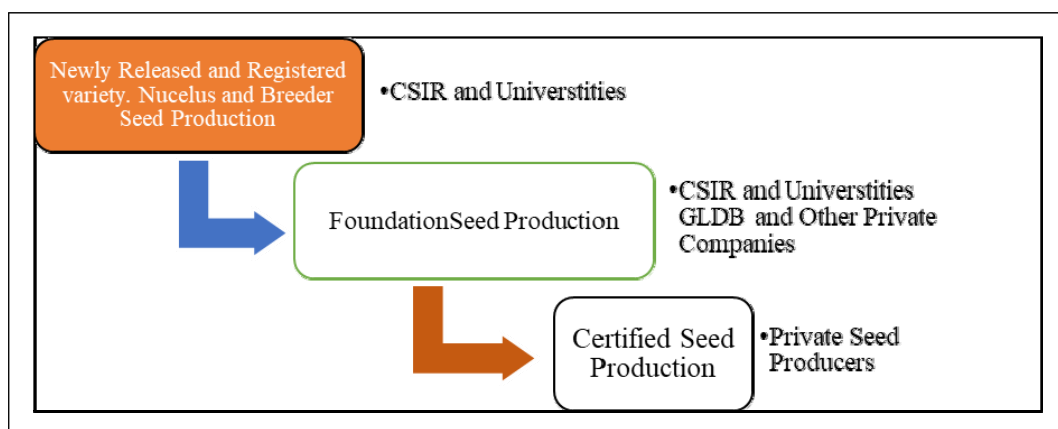 Newly Released and Registered
variety. Nucelus and Breeder
Seed Production
•CSIR and Universtities
FoundationSeed Production
•CSIR and Universtities
GLDB and Other Private
Companies
Certified Seed
Production
•Private Seed
Producers